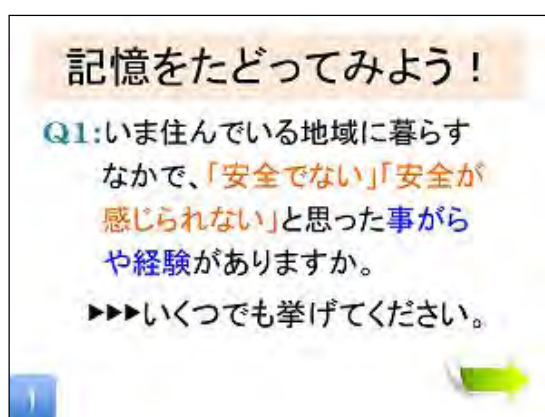 記憶をたどってみよう！
Q1:いま住んでいる地域に暮らす
なかで、「安全でない」「安全が
感じられない」と思った事がら
や経験がありますか。
▶▶▶いくつでも挙げてください。
1